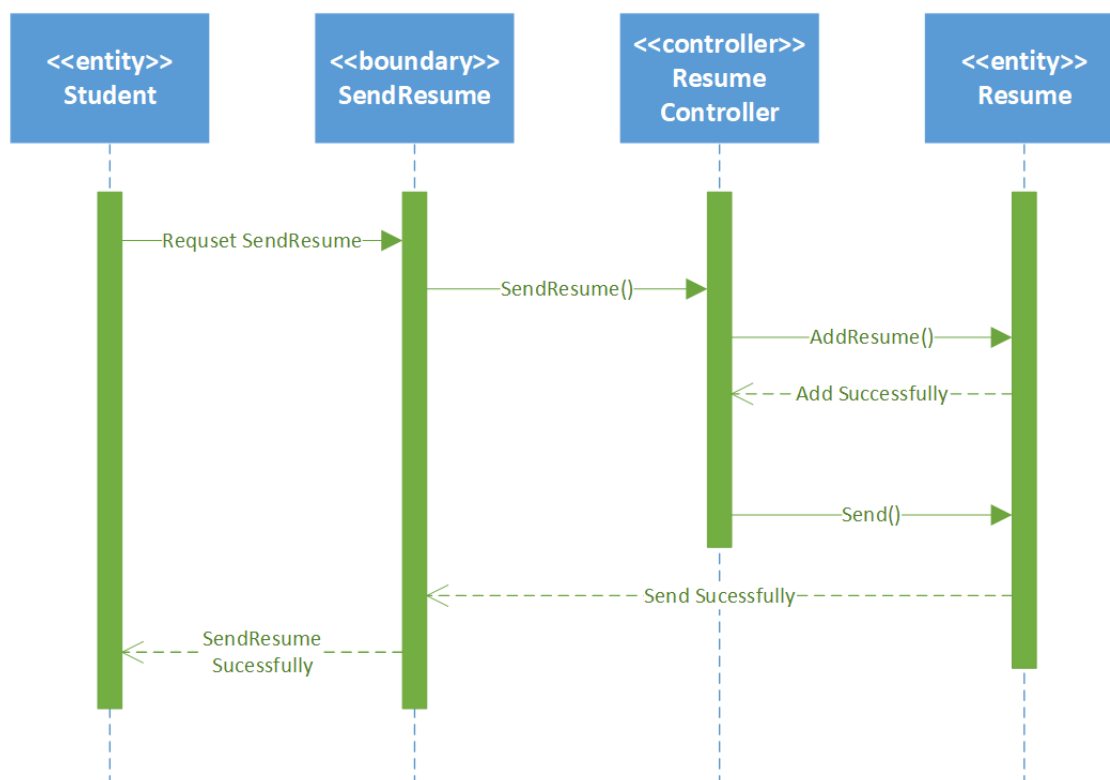 <<entity>>
Student
<<boundary>>
SendResume
<<controller>>
Resume
Controller
<<entity>>
Resume
Requset SendResume
SendResume()
AddResume()
Add Successfully
Send()
Send Sucessfully
SendResume
Sucessfully